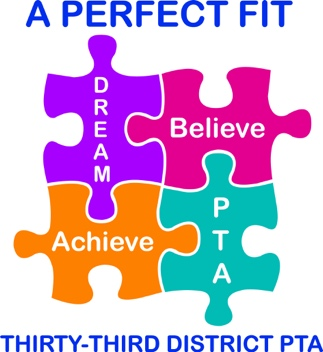 A PERFECT FIT
DREAM
Believe
Achieve
PTA
THIRTY-THIRD DISTRICT PTA